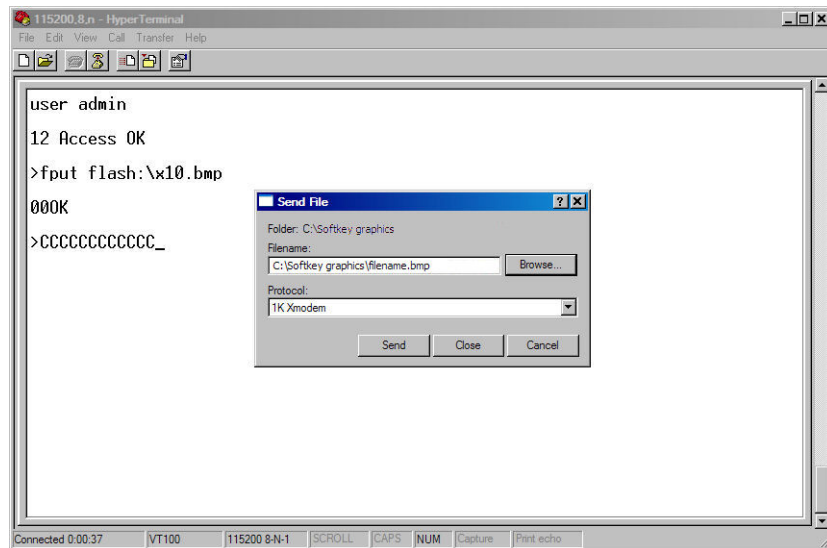 115200,8,n - HyperTerminal
File Edit View Call Transfer Help
user admin
12 Access OK
>fput flash:\x10.bmp
00OK
>CCCCCCCCCCCC_
Send File
Folder: C:\Softkey graphics
Filename:
C:\Softkey graphics\filename.bmp
Browse...
Protocol:
1K Xmodem
Send Close Cancel
Connected 0:00:37 VT100 115200 8-N-1 SCROLL CAPS NUM Capture Print echo